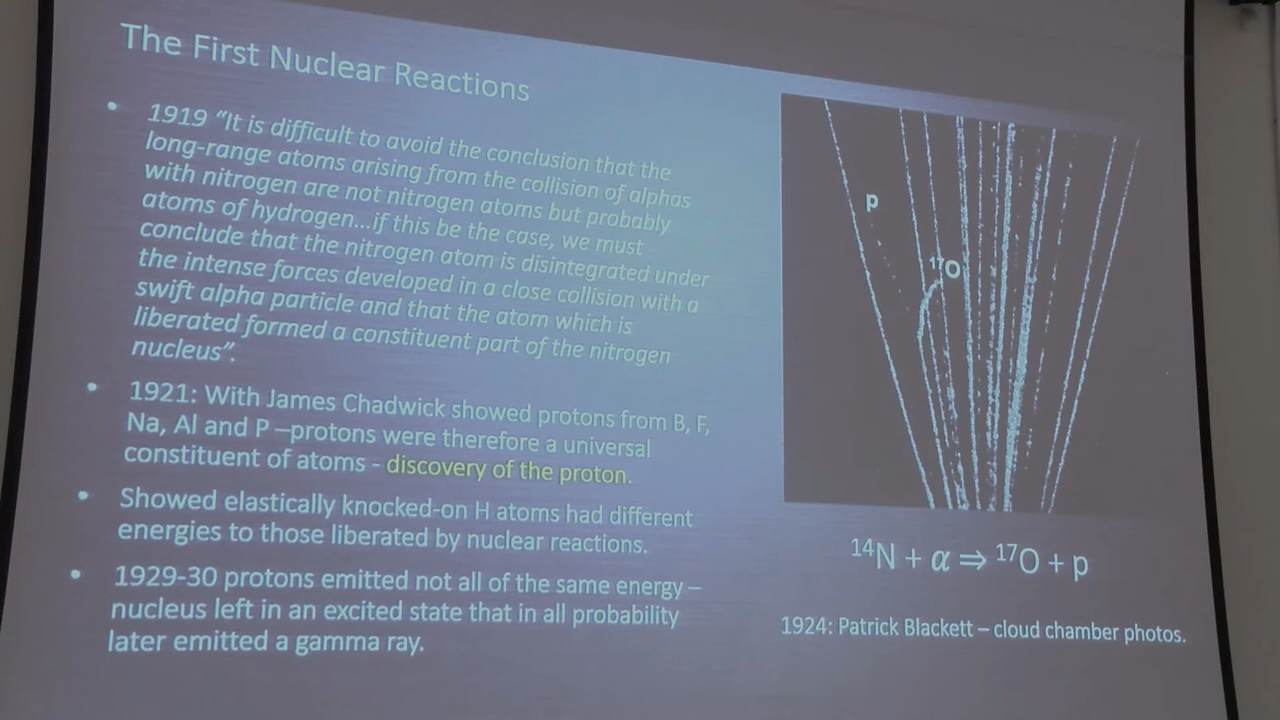 The First Nuclear Reactions
• 1919 “It is difficult to avoid the conclusion that the
long-range atoms arising from the collision of alphas
with nitrogen are not nitrogen atoms but probably
atoms of hydrogen...if this be the case, we must
conclude that the nitrogen atom is disintegrated under
the intense forces developed in a close collision with a
swift alpha particle and that the atom which is
liberated formed a constituent part of the nitrogen
nucleus”.
• 1921: With James Chadwick showed protons from B, F,
Na, Al and P –protons were therefore a universal
constituent of atoms - discovery of the proton.
• Showed elastically knocked-on H atoms had different
energies to those liberated by nuclear reactions.
• 1929-30 protons emitted not all of the same energy –
nucleus left in an excited state that in all probability
later emitted a gamma ray.
p
¹⁷O
¹⁴N + α ⇒ ¹⁷O + p
1924: Patrick Blackett – cloud chamber photos.